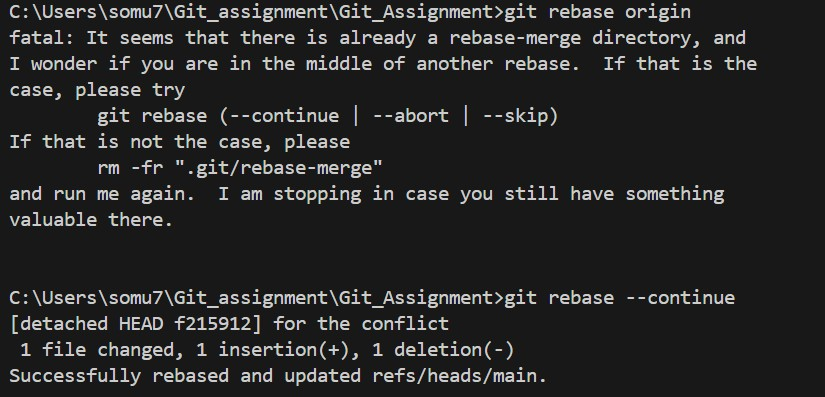 C:\Users\somu7\Git_assignment\Git_Assignment>git rebase origin
fatal: It seems that there is already a rebase-merge directory, and
I wonder if you are in the middle of another rebase.  If that is the
case, please try
        git rebase (--continue | --abort | --skip)
If that is not the case, please
        rm -fr ".git/rebase-merge"
and run me again.  I am stopping in case you still have something
valuable there.
C:\Users\somu7\Git_assignment\Git_Assignment>git rebase --continue
[detached HEAD f215912] for the conflict
 1 file changed, 1 insertion(+), 1 deletion(-)
Successfully rebased and updated refs/heads/main.